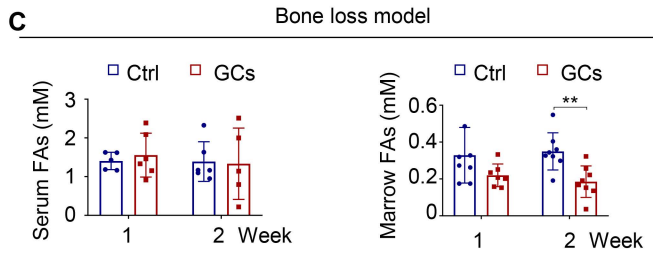 C
Bone loss model
Ctrl GCs
Serum FAs (mM)
3
2
1
0
1 2 Week
Ctrl GCs
Marrow FAs (mM)
0.6
0.4
0.2
0
**
1 2 Week